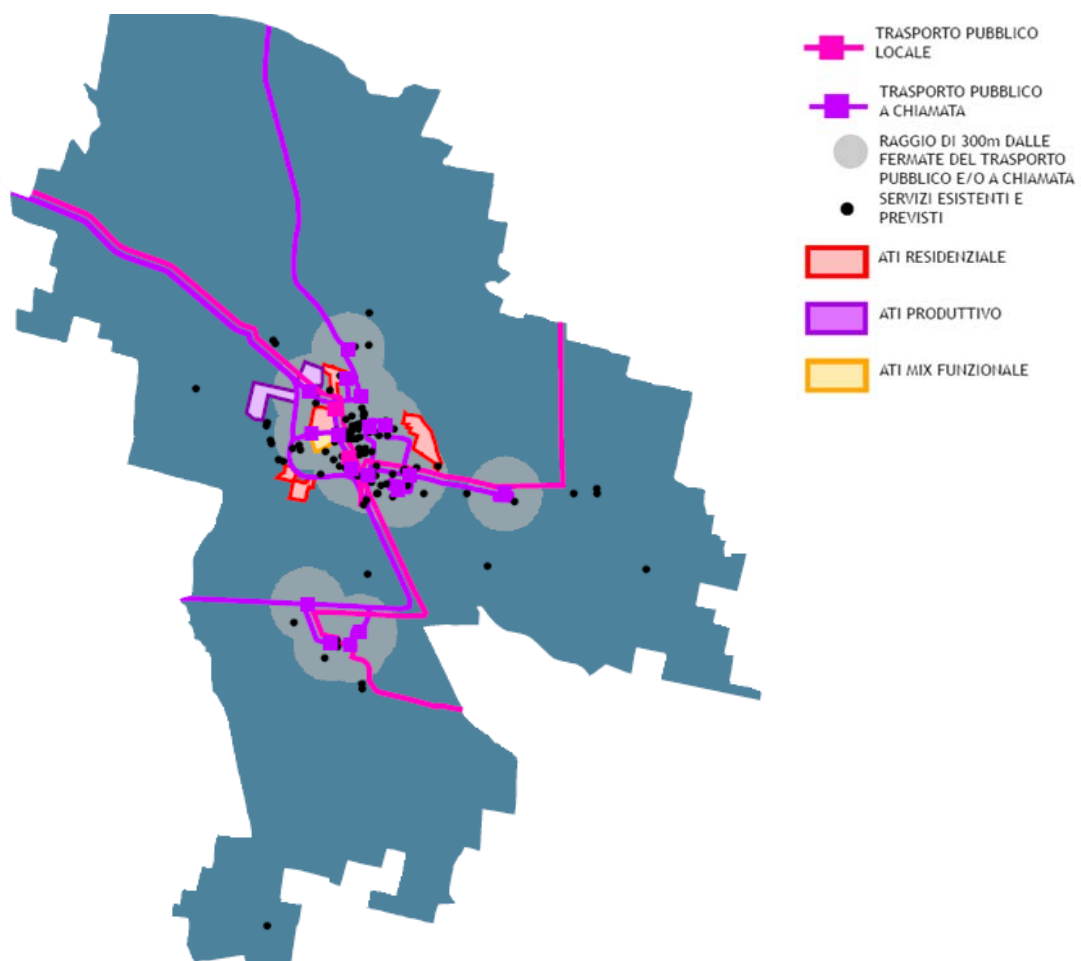 TRASPORTO PUBBLICO
LOCALE
TRASPORTO PUBBLICO
A CHIAMATA
RAGGIO DI 300m DALLE
FERMATE DEL TRASPORTO
PUBBLICO E/O A CHIAMATA
SERVIZI ESISTENTI E
PREVISTI
ATI RESIDENZIALE
ATI PRODUTTIVO
ATI MIX FUNZIONALE